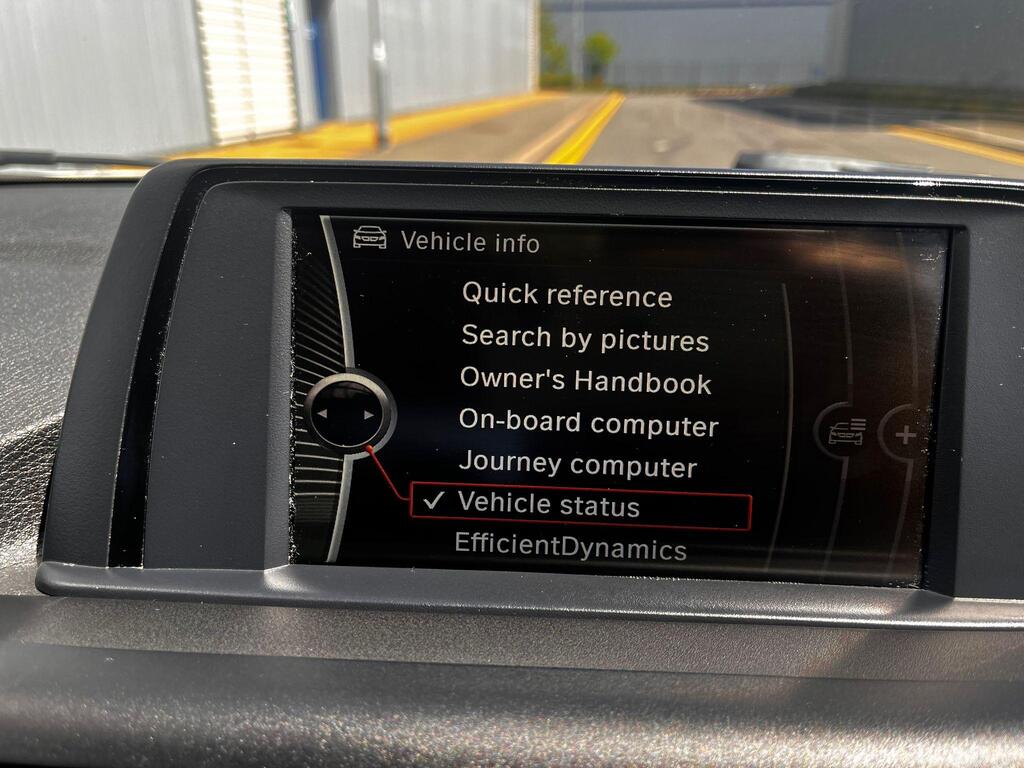 Vehicle info
Quick reference
Search by pictures
Owner's Handbook
On-board computer
Journey computer
✓ Vehicle status
EfficientDynamics